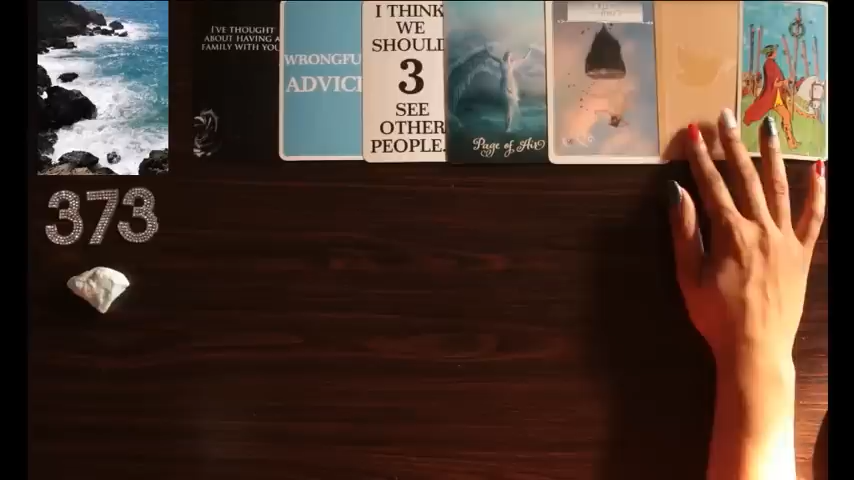 I'VE THOUGHT
ABOUT HAVING A
FAMILY WITH YOU
WRONGFU
ADVIC
I THINK
WE
SHOULD
3
SEE
OTHER
PEOPLE.
Page of Air
373